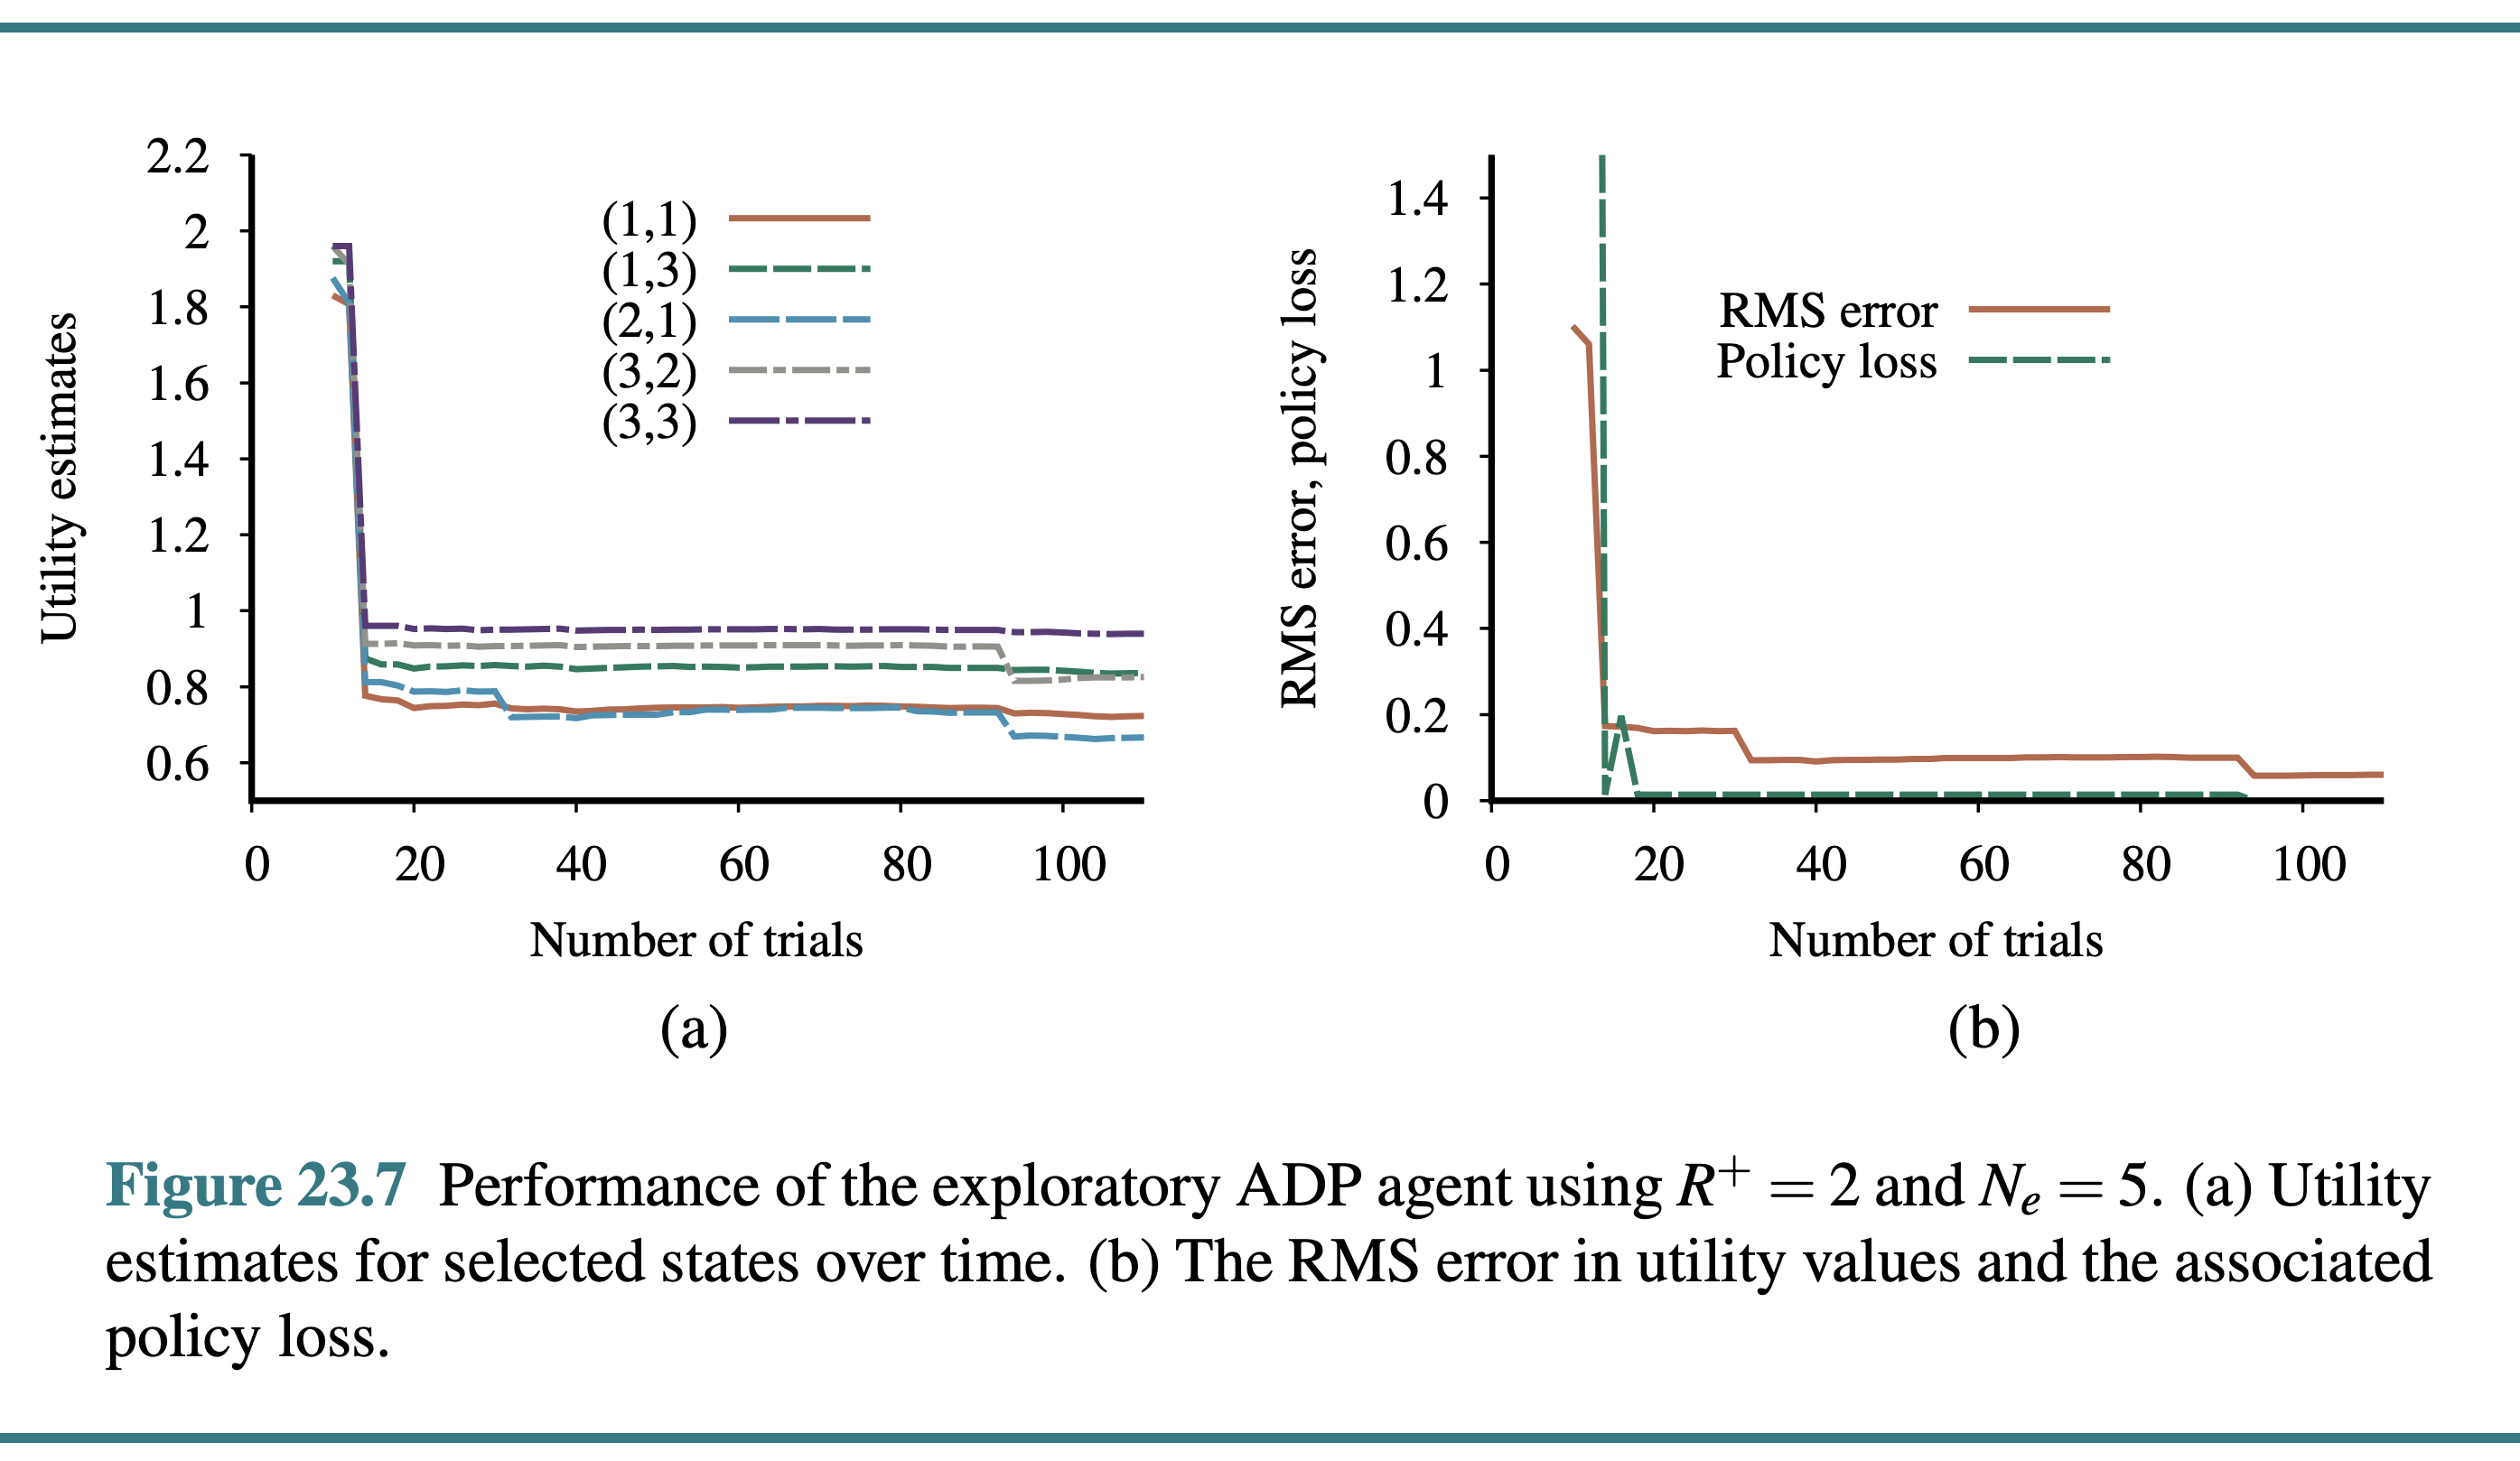 2.2
2
1.8
1.6
1.4
1.2
1
0.8
0.6
Utility estimates
(1,1)
(1,3)
(2,1)
(3,2)
(3,3)
0 20 40 60 80 100
Number of trials
(a)
1.4
1.2
1
0.8
0.6
0.4
0.2
0
RMS error, policy loss
RMS error
Policy loss
0 20 40 60 80 100
Number of trials
(b)
Figure 23.7 Performance of the exploratory ADP agent using R⁺ = 2 and Nₑ = 5. (a) Utility
estimates for selected states over time. (b) The RMS error in utility values and the associated
policy loss.